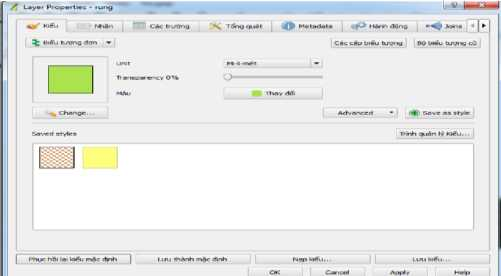 Layer Properties - rung
Kiểu Nhãn Các trường Tổng quát Metadata Hành động Joins
Biểu tượng đơn Các cấp biểu tượng Bộ biểu tượng cũ
Unit Mi-li-mét
Transparency 0%
Màu Thay đổi
Change... Advanced Save as style
Saved styles Trình quản lý Kiểu...
Phục hồi lại kiểu mặc định Lưu thành mặc định Nạp kiểu... Lưu kiểu...
OK Cancel Apply Help